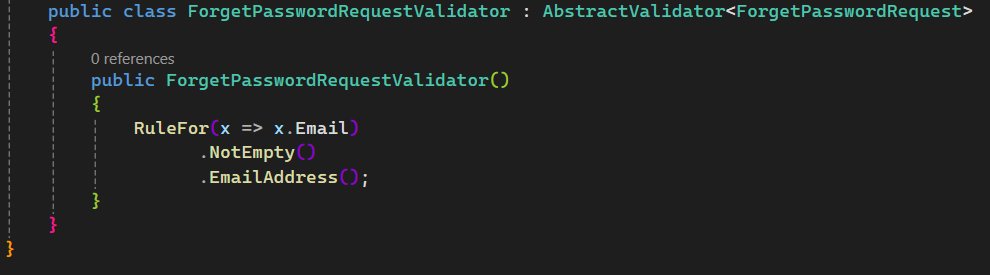 public class ForgetPasswordRequestValidator : AbstractValidator<ForgetPasswordRequest>
{
0 references
public ForgetPasswordRequestValidator()
{
RuleFor(x => x.Email)
.NotEmpty()
.EmailAddress();
}
}
}